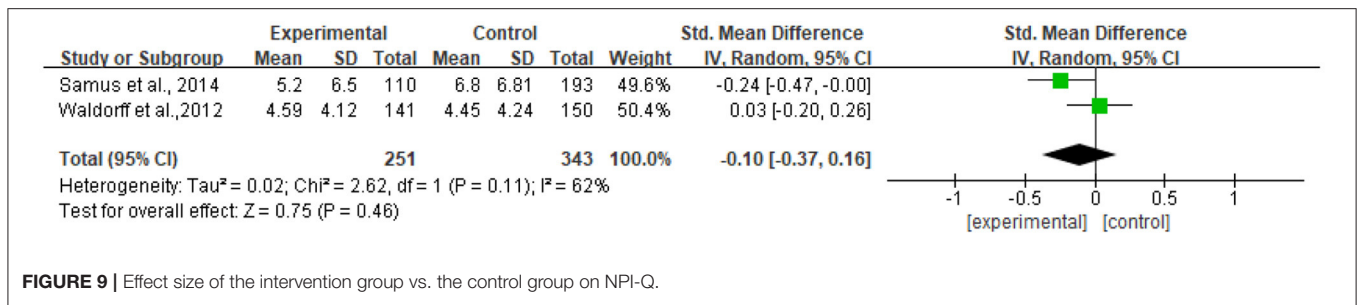 Experimental Control Std. Mean Difference Std. Mean Difference
Study or Subgroup Mean SD Total Mean SD Total Weight IV, Random, 95% CI IV, Random, 95% CI
Samus et al., 2014 5.2 6.5 110 6.8 6.81 193 49.6% -0.24 [-0.47, -0.00]
Waldorff et al.,2012 4.59 4.12 141 4.45 4.24 150 50.4% 0.03 [-0.20, 0.26]
Total (95% CI) 251 343 100.0% -0.10 [-0.37, 0.16]
Heterogeneity: Tau² = 0.02; Chi² = 2.62, df = 1 (P = 0.11); I² = 62%
Test for overall effect: Z = 0.75 (P = 0.46)
-1 -0.5 0 0.5 1
[experimental] [control]
FIGURE 9 | Effect size of the intervention group vs. the control group on NPI-Q.